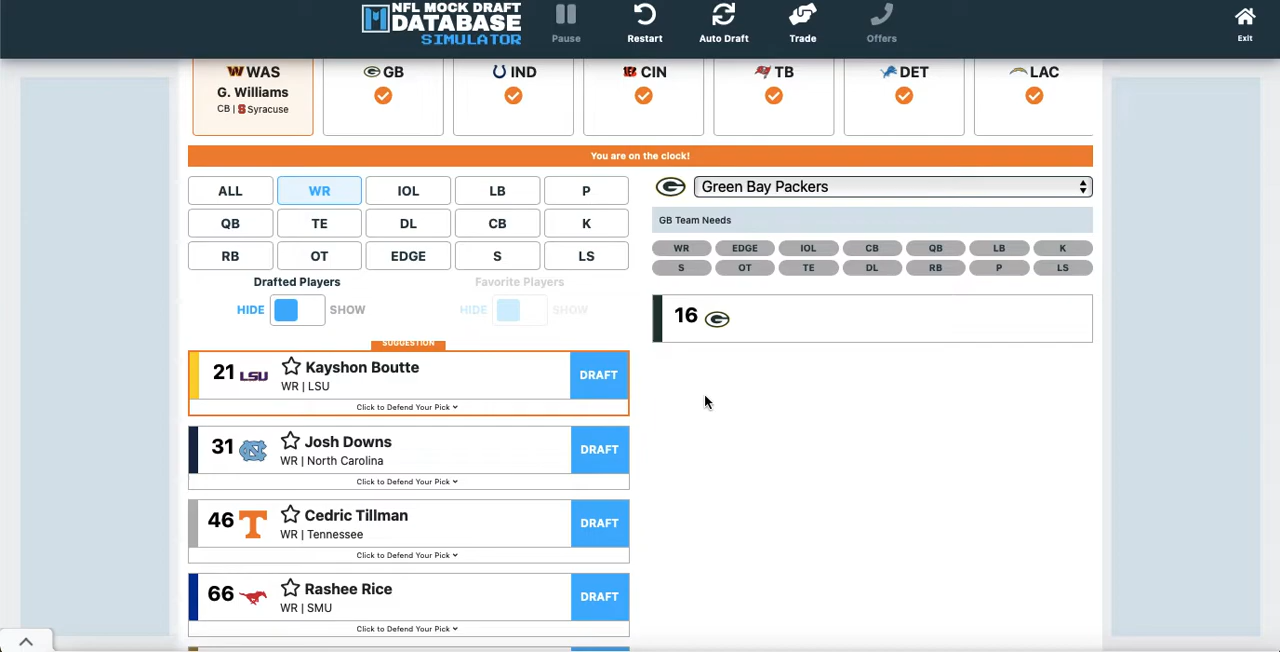 NFL MOCK DRAFT
DATABASE
SIMULATOR
Pause
Restart
Auto Draft
Trade
Offers
Exit
WAS
G. Williams
CB | Syracuse
GB
IND
CIN
TB
DET
LAC
You are on the clock!
ALL
WR
IOL
LB
P
QB
TE
DL
CB
K
RB
OT
EDGE
S
LS
Drafted Players
HIDE
SHOW
Favorite Players
HIDE
SHOW
Green Bay Packers
GB Team Needs
WR
EDGE
IOL
CB
QB
LB
K
S
OT
TE
DL
RB
P
LS
16
SUGGESTION
21 LSU Kayshon Boutte
WR | LSU
DRAFT
Click to Defend Your Pick
31 Josh Downs
WR | North Carolina
DRAFT
Click to Defend Your Pick
46 Cedric Tillman
WR | Tennessee
DRAFT
Click to Defend Your Pick
66 Rashee Rice
WR | SMU
DRAFT
Click to Defend Your Pick